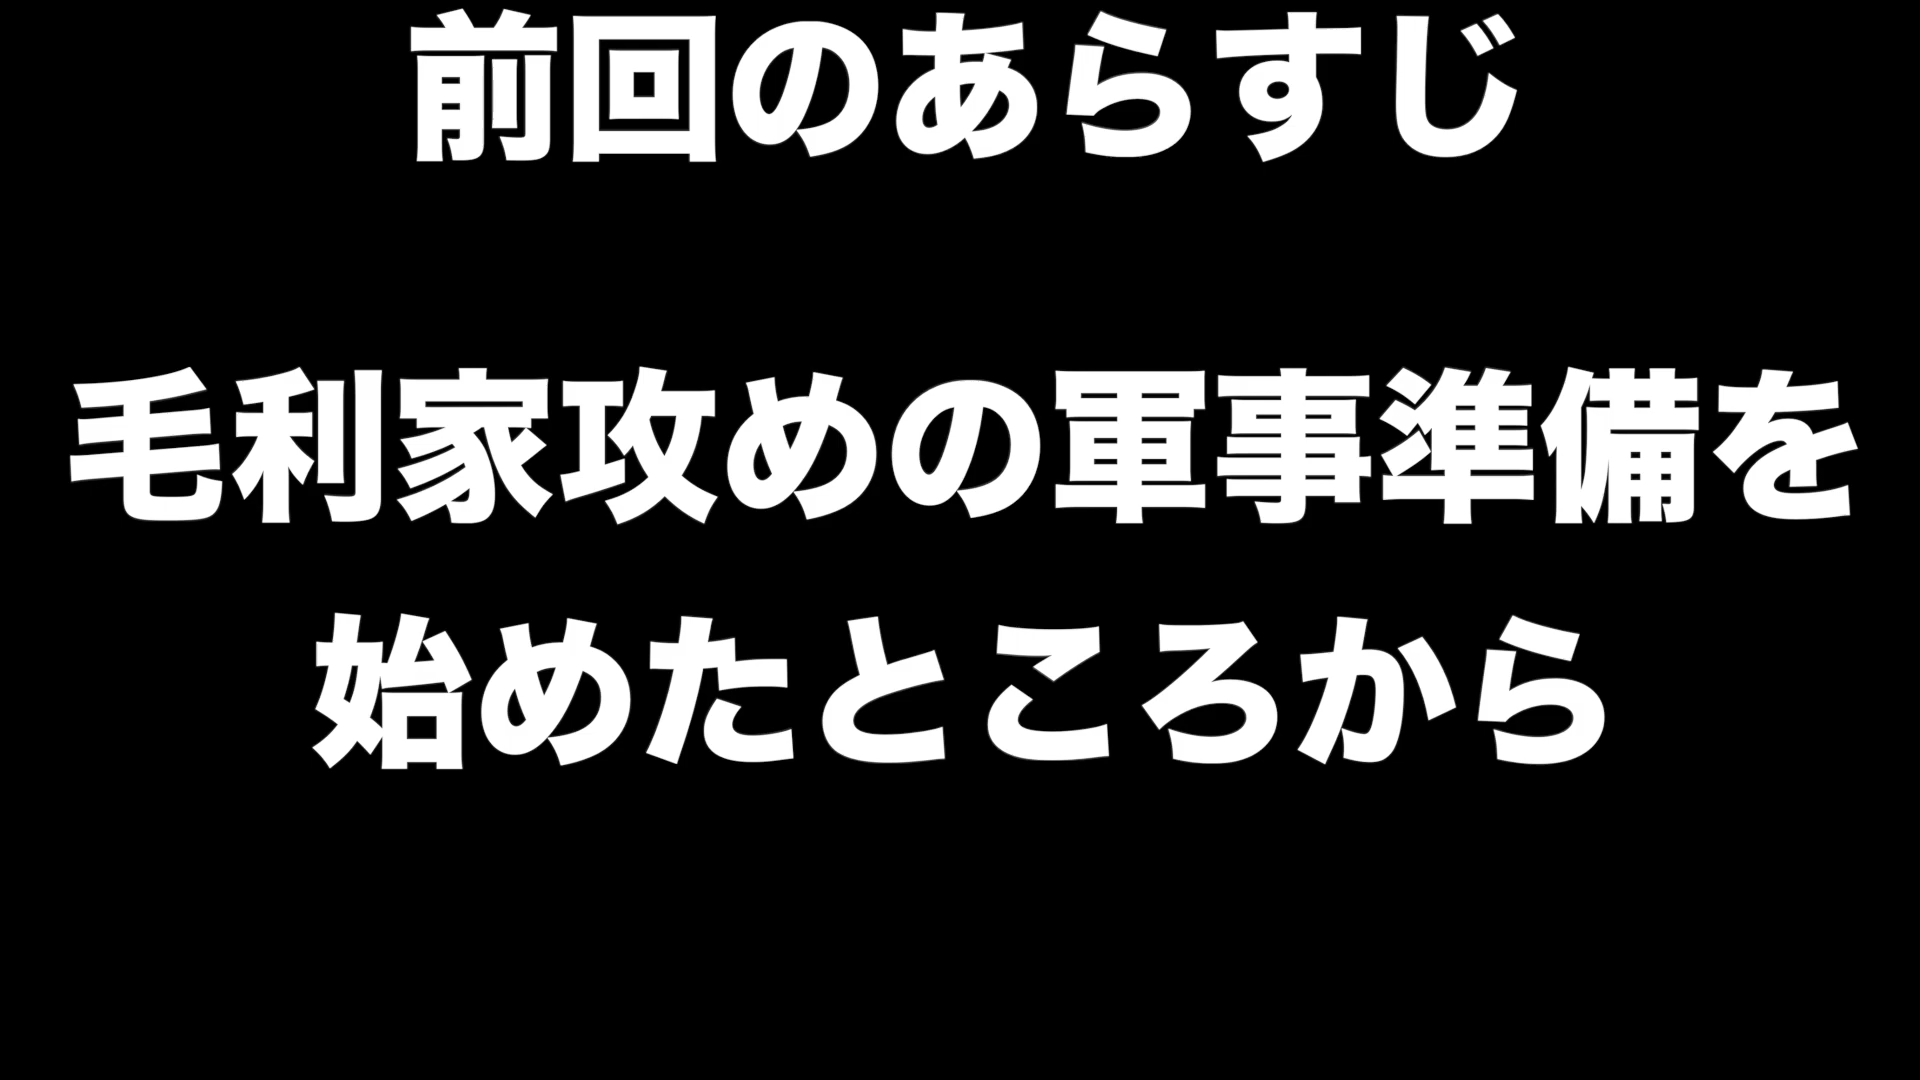 前回のあらすじ
毛利家攻めの軍事準備を
始めたところから